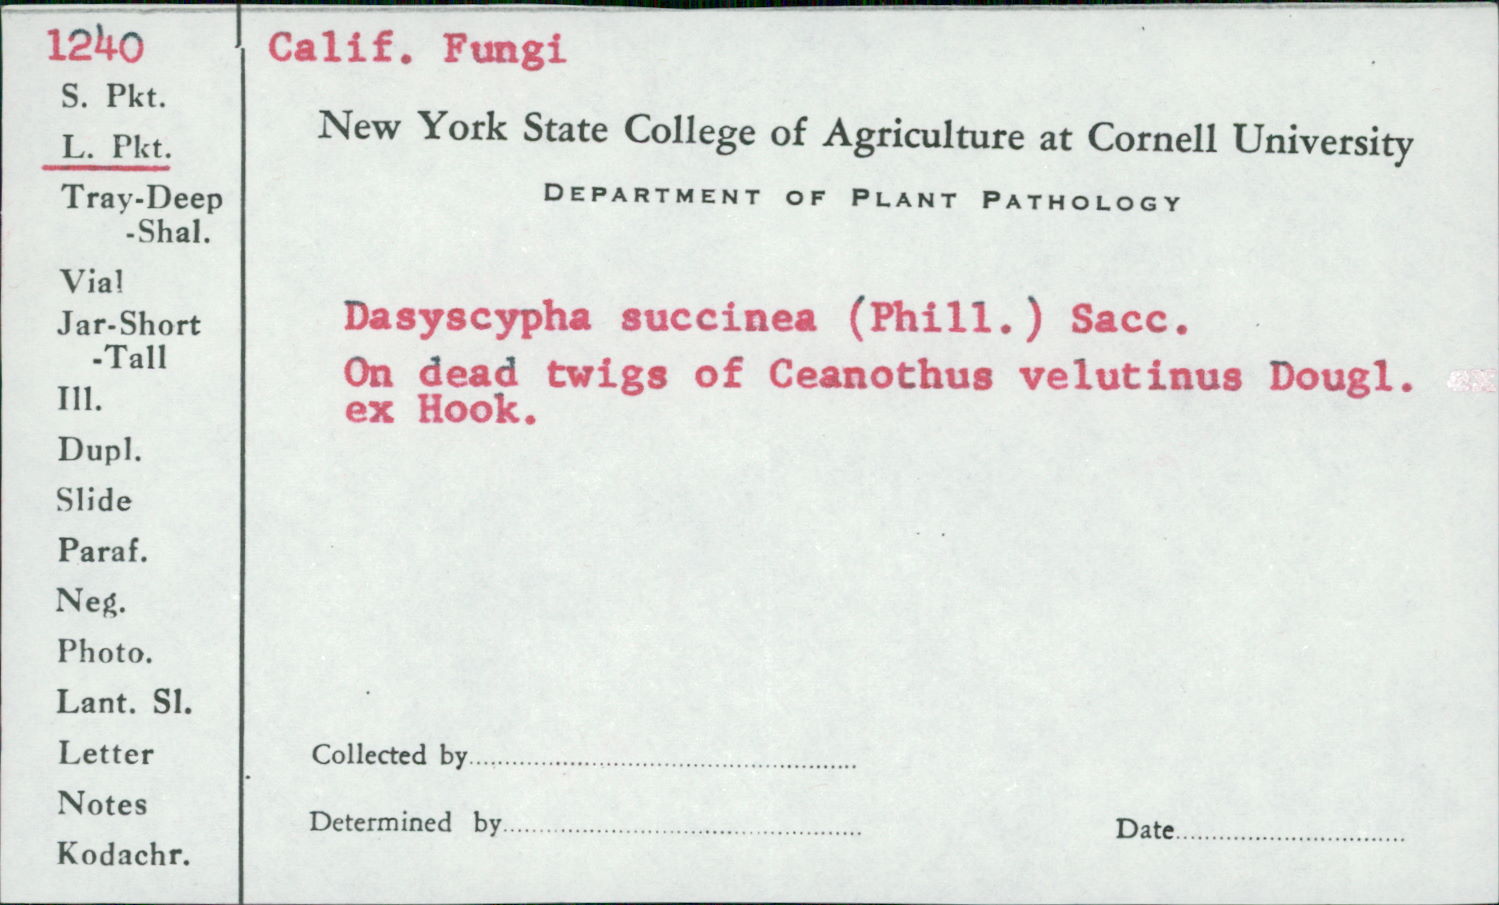 1240
S. Pkt.
L. Pkt.
Tray-Deep
-Shal.
Vial
Jar-Short
-Tall
Ill.
Dupl.
Slide
Paraf.
Neg.
Photo.
Lant. Sl.
Letter
Notes
Kodachr.
Calif. Fungi
New York State College of Agriculture at Cornell University
DEPARTMENT OF PLANT PATHOLOGY
Dasyscypha succinea (Phill.) Sacc.
On dead twigs of Ceanothus velutinus Dougl.
ex Hook.
Collected by
Determined by
Date